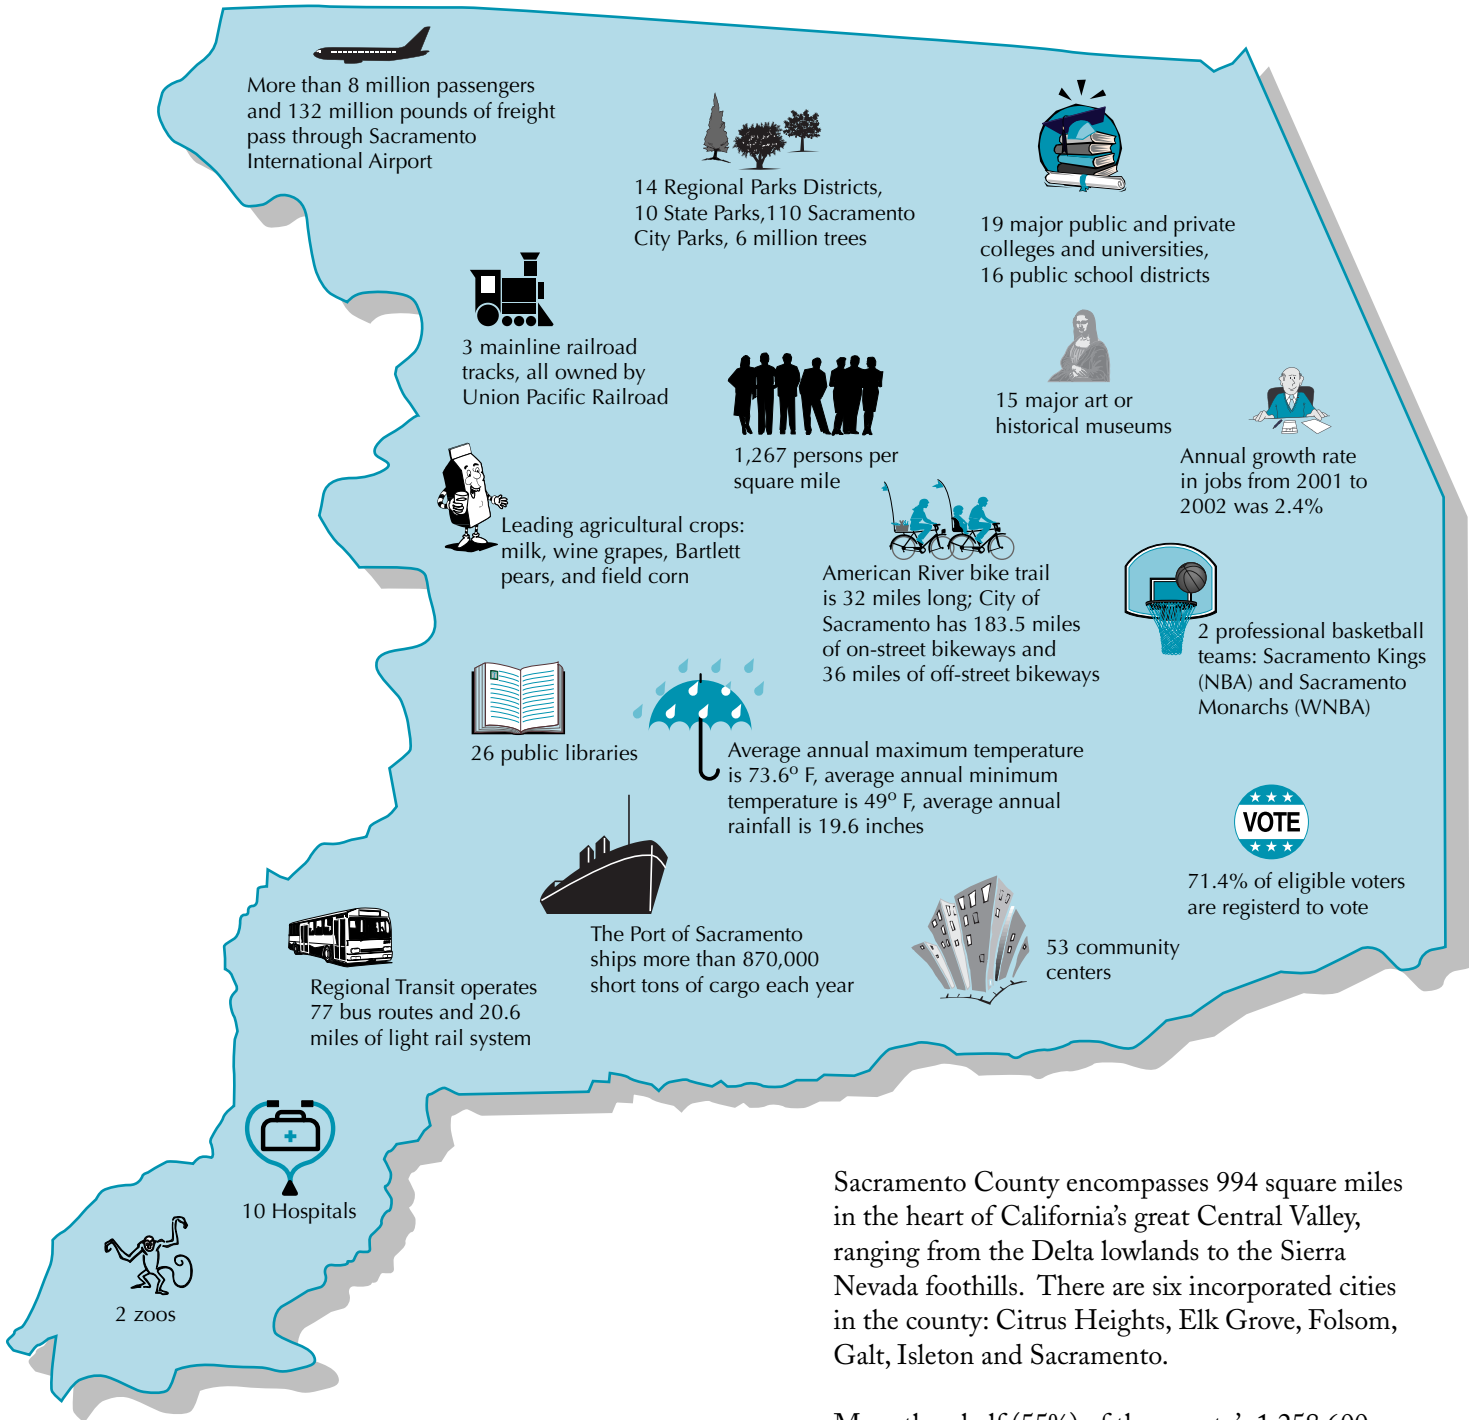 More than 8 million passengers
and 132 million pounds of freight
pass through Sacramento
International Airport
14 Regional Parks Districts,
10 State Parks,110 Sacramento
City Parks, 6 million trees
19 major public and private
colleges and universities,
16 public school districts
3 mainline railroad
tracks, all owned by
Union Pacific Railroad
15 major art or
historical museums
1,267 persons per
square mile
Annual growth rate
in jobs from 2001 to
2002 was 2.4%
Leading agricultural crops:
milk, wine grapes, Bartlett
pears, and field corn
American River bike trail
is 32 miles long; City of
Sacramento has 183.5 miles
of on-street bikeways and
36 miles of off-street bikeways
2 professional basketball
teams: Sacramento Kings
(NBA) and Sacramento
Monarchs (WNBA)
26 public libraries
Average annual maximum temperature
is 73.6º F, average annual minimum
temperature is 49º F, average annual
rainfall is 19.6 inches
VOTE
71.4% of eligible voters
are registerd to vote
The Port of Sacramento
ships more than 870,000
short tons of cargo each year
53 community
centers
Regional Transit operates
77 bus routes and 20.6
miles of light rail system
10 Hospitals
2 zoos
Sacramento County encompasses 994 square miles
in the heart of California's great Central Valley,
ranging from the Delta lowlands to the Sierra
Nevada foothills.  There are six incorporated cities
in the county: Citrus Heights, Elk Grove, Folsom,
Galt, Isleton and Sacramento.
More than half (55%) of the county's 1,258,600